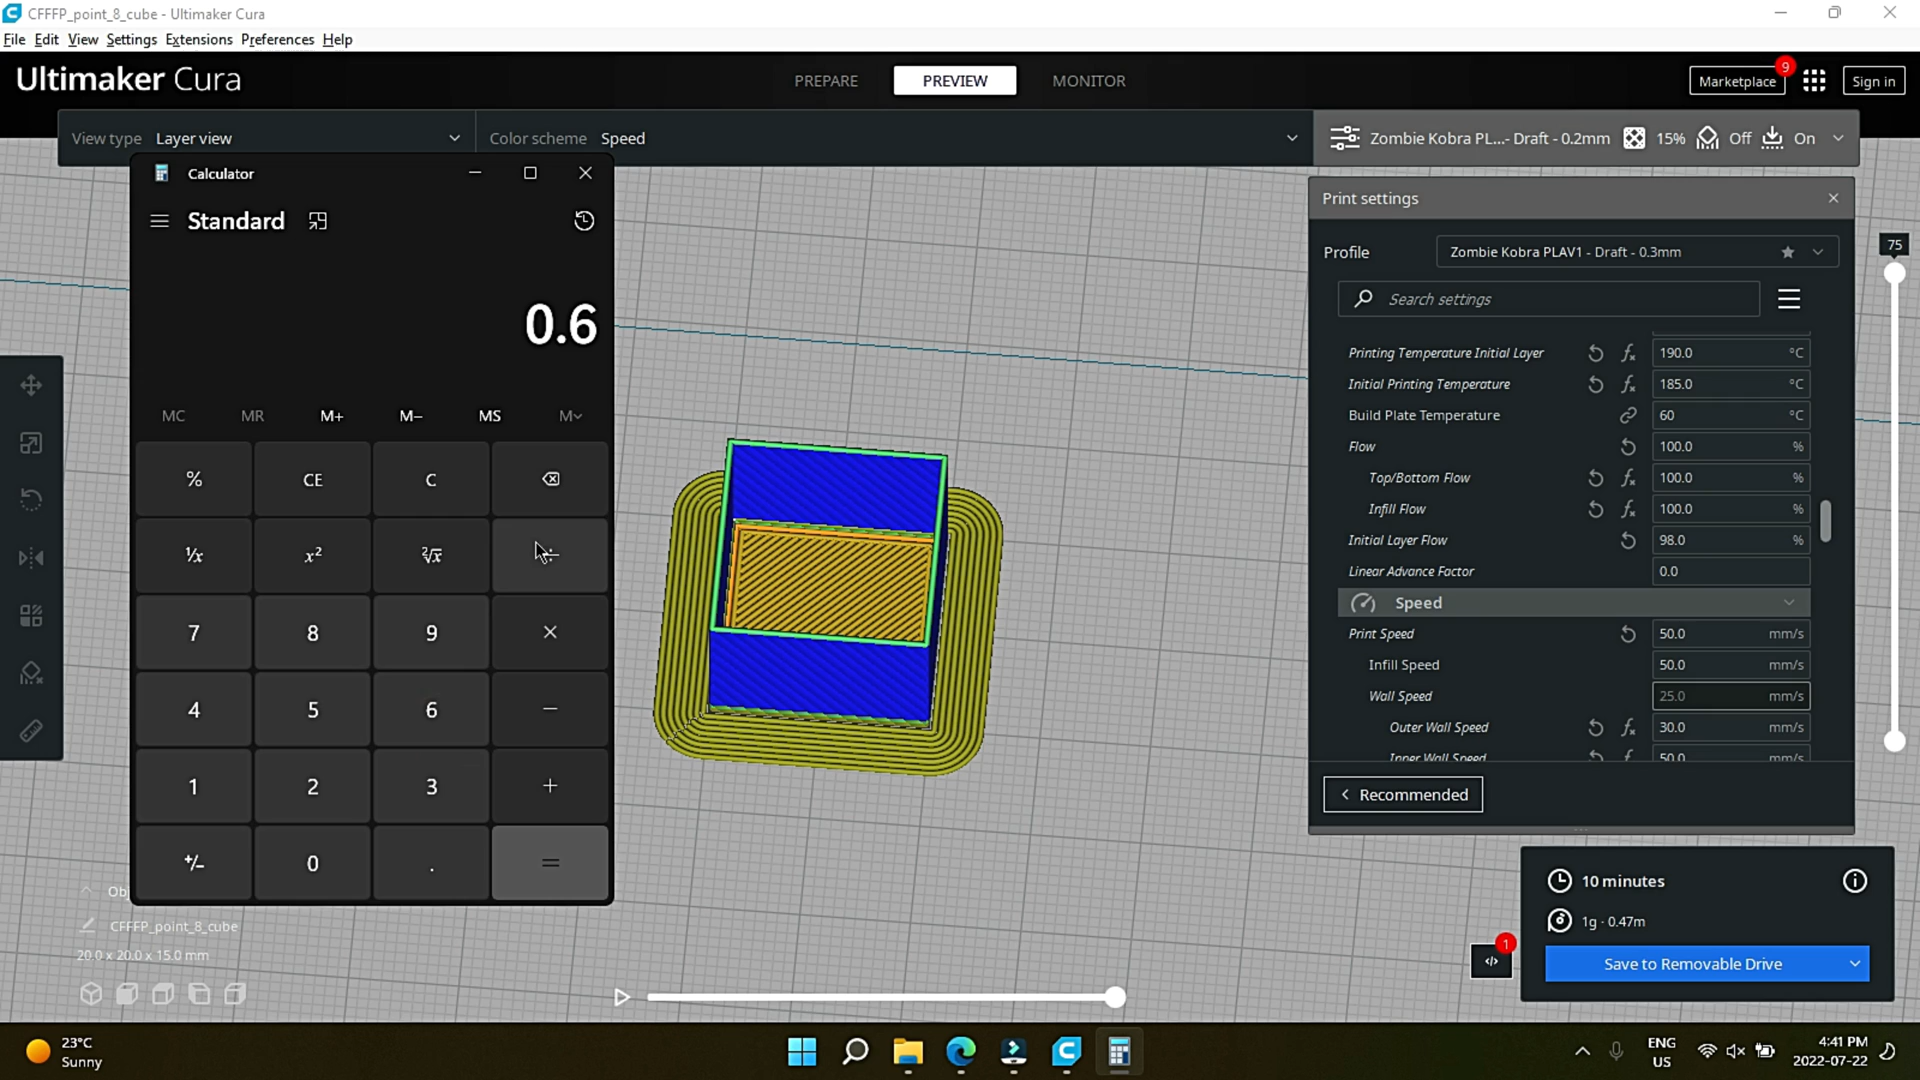 CFFFP_point_8_cube - Ultimaker Cura
File Edit View Settings Extensions Preferences Help
Ultimaker Cura
PREPARE
PREVIEW
MONITOR
Marketplace
9
Sign in
View type Layer view
Color scheme Speed
Zombie Kobra PL...- Draft - 0.2mm
15%
Off
On
Calculator
Standard
0.6
MC MR M+ M− MS M˅
% CE C
⅟x x² ²√x ÷
7 8 9 ×
4 5 6 −
1 2 3 +
+/− 0 . =
Print settings
Profile Zombie Kobra PLAV1 - Draft - 0.3mm
Search settings
Printing Temperature Initial Layer 190.0 °C
Initial Printing Temperature 185.0 °C
Build Plate Temperature 60 °C
Flow 100.0 %
Top/Bottom Flow 100.0 %
Infill Flow 100.0 %
Initial Layer Flow 98.0 %
Linear Advance Factor 0.0
Speed
Print Speed 50.0 mm/s
Infill Speed 50.0 mm/s
Wall Speed 25.0 mm/s
Outer Wall Speed 30.0 mm/s
Inner Wall Speed 50.0 mm/s
Recommended
75
Obj
CFFFP_point_8_cube
20.0 x 20.0 x 15.0 mm
10 minutes
1g · 0.47m
1
Save to Removable Drive
23°C
Sunny
ENG
US
4:41 PM
2022-07-22